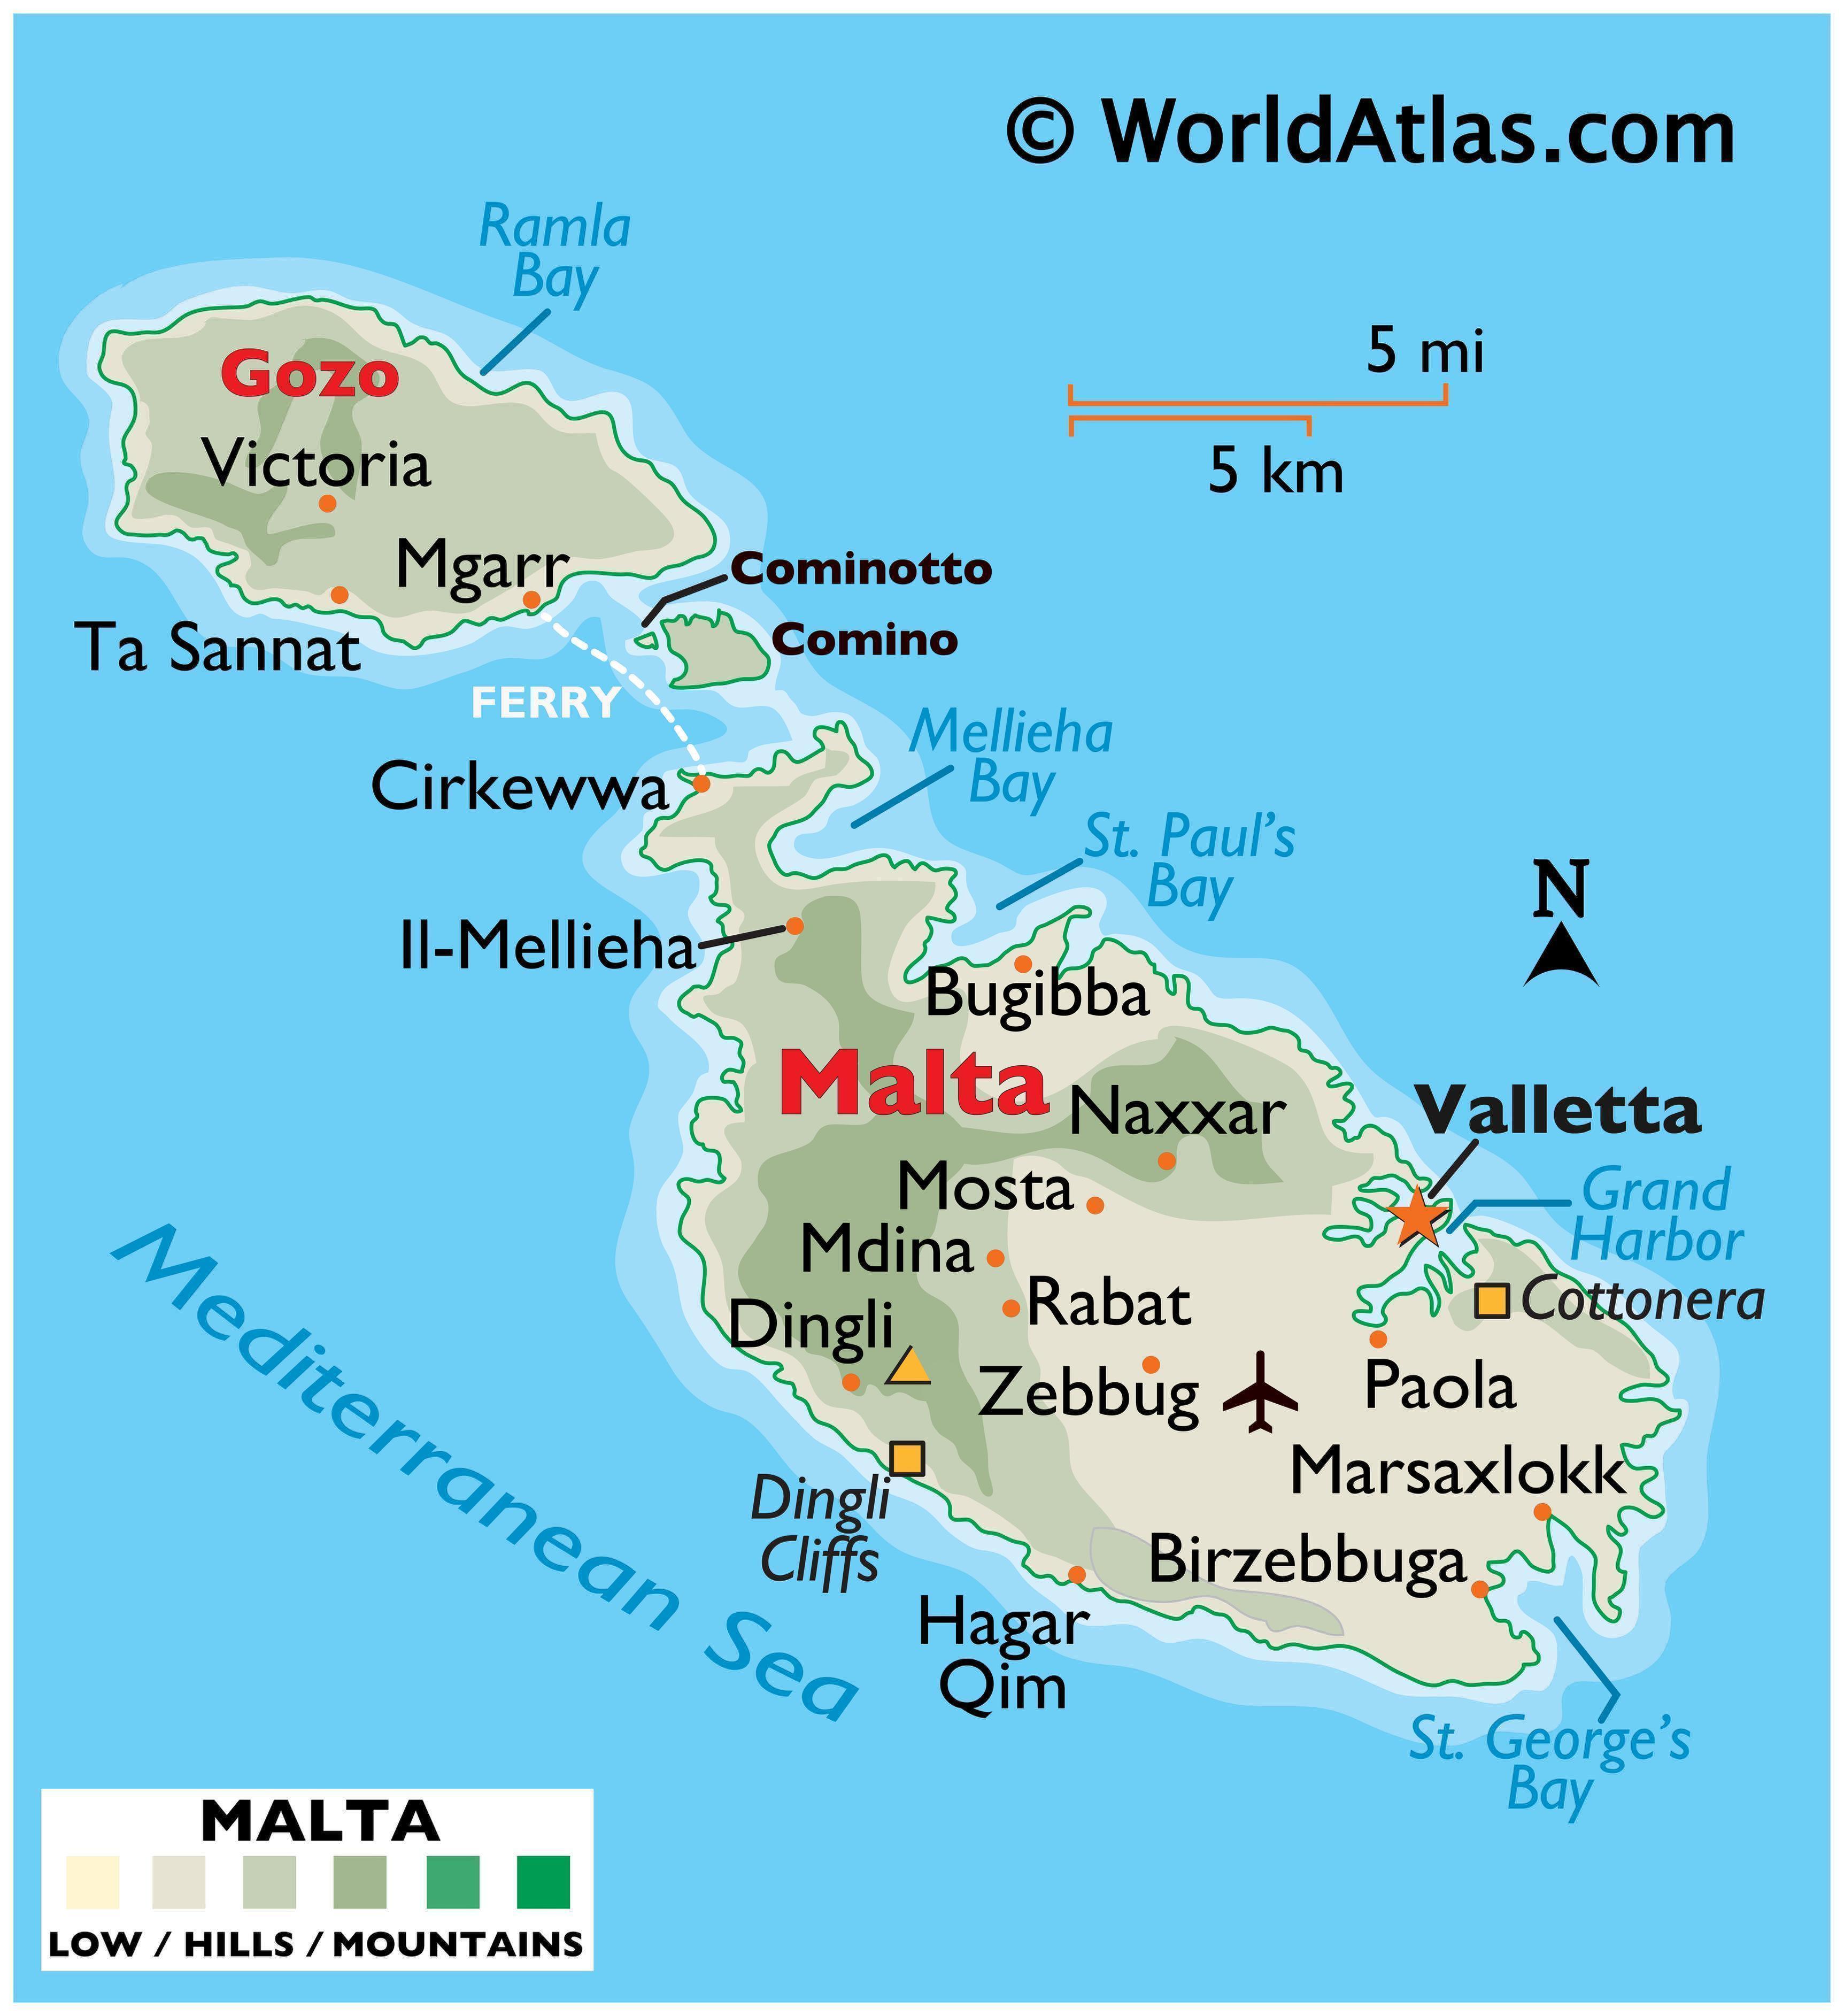 © WorldAtlas.com
Ramla
Bay
5 mi
5 km
Gozo
Victoria
Mgarr
Ta Sannat
Cominotto
Comino
FERRY
Mellieha
Bay
Cirkewwa
St. Paul's
Bay
N
Il-Mellieha
Bugibba
Malta
Naxxar
Valletta
Mosta
Grand
Harbor
Mdina
Rabat
Cottonera
Dingli
Zebbug
Paola
Mediterranean Sea
Marsaxlokk
Dingli
Cliffs
Birzebbuga
Hagar
Qim
St. George's
Bay
MALTA
LOW / HILLS / MOUNTAINS